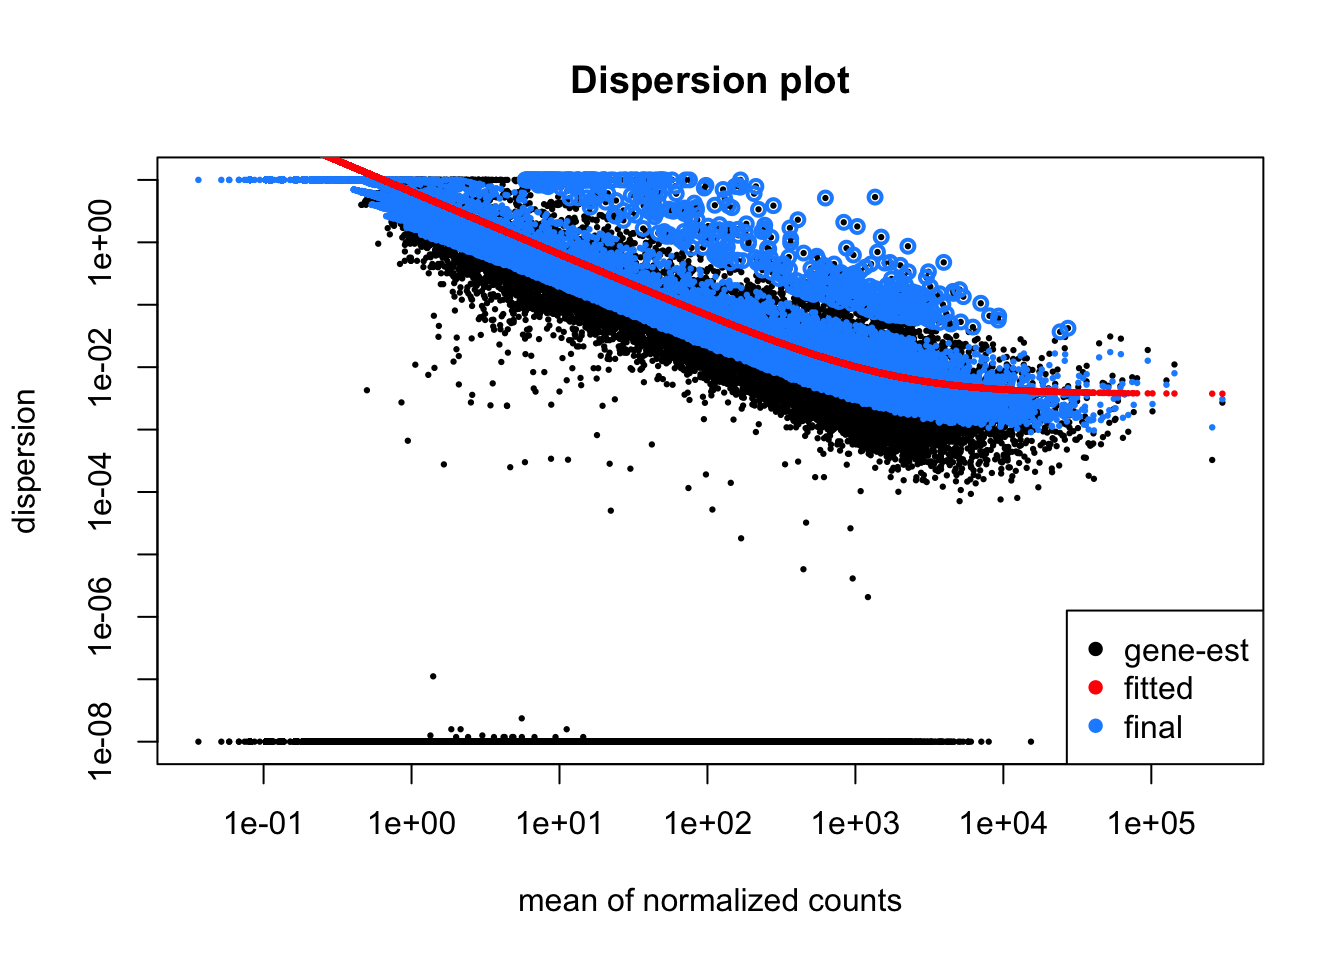 Dispersion plot
dispersion
1e+00
1e-02
1e-04
1e-06
1e-08
gene-est
fitted
final
1e-01 1e+00 1e+01 1e+02 1e+03 1e+04 1e+05
mean of normalized counts